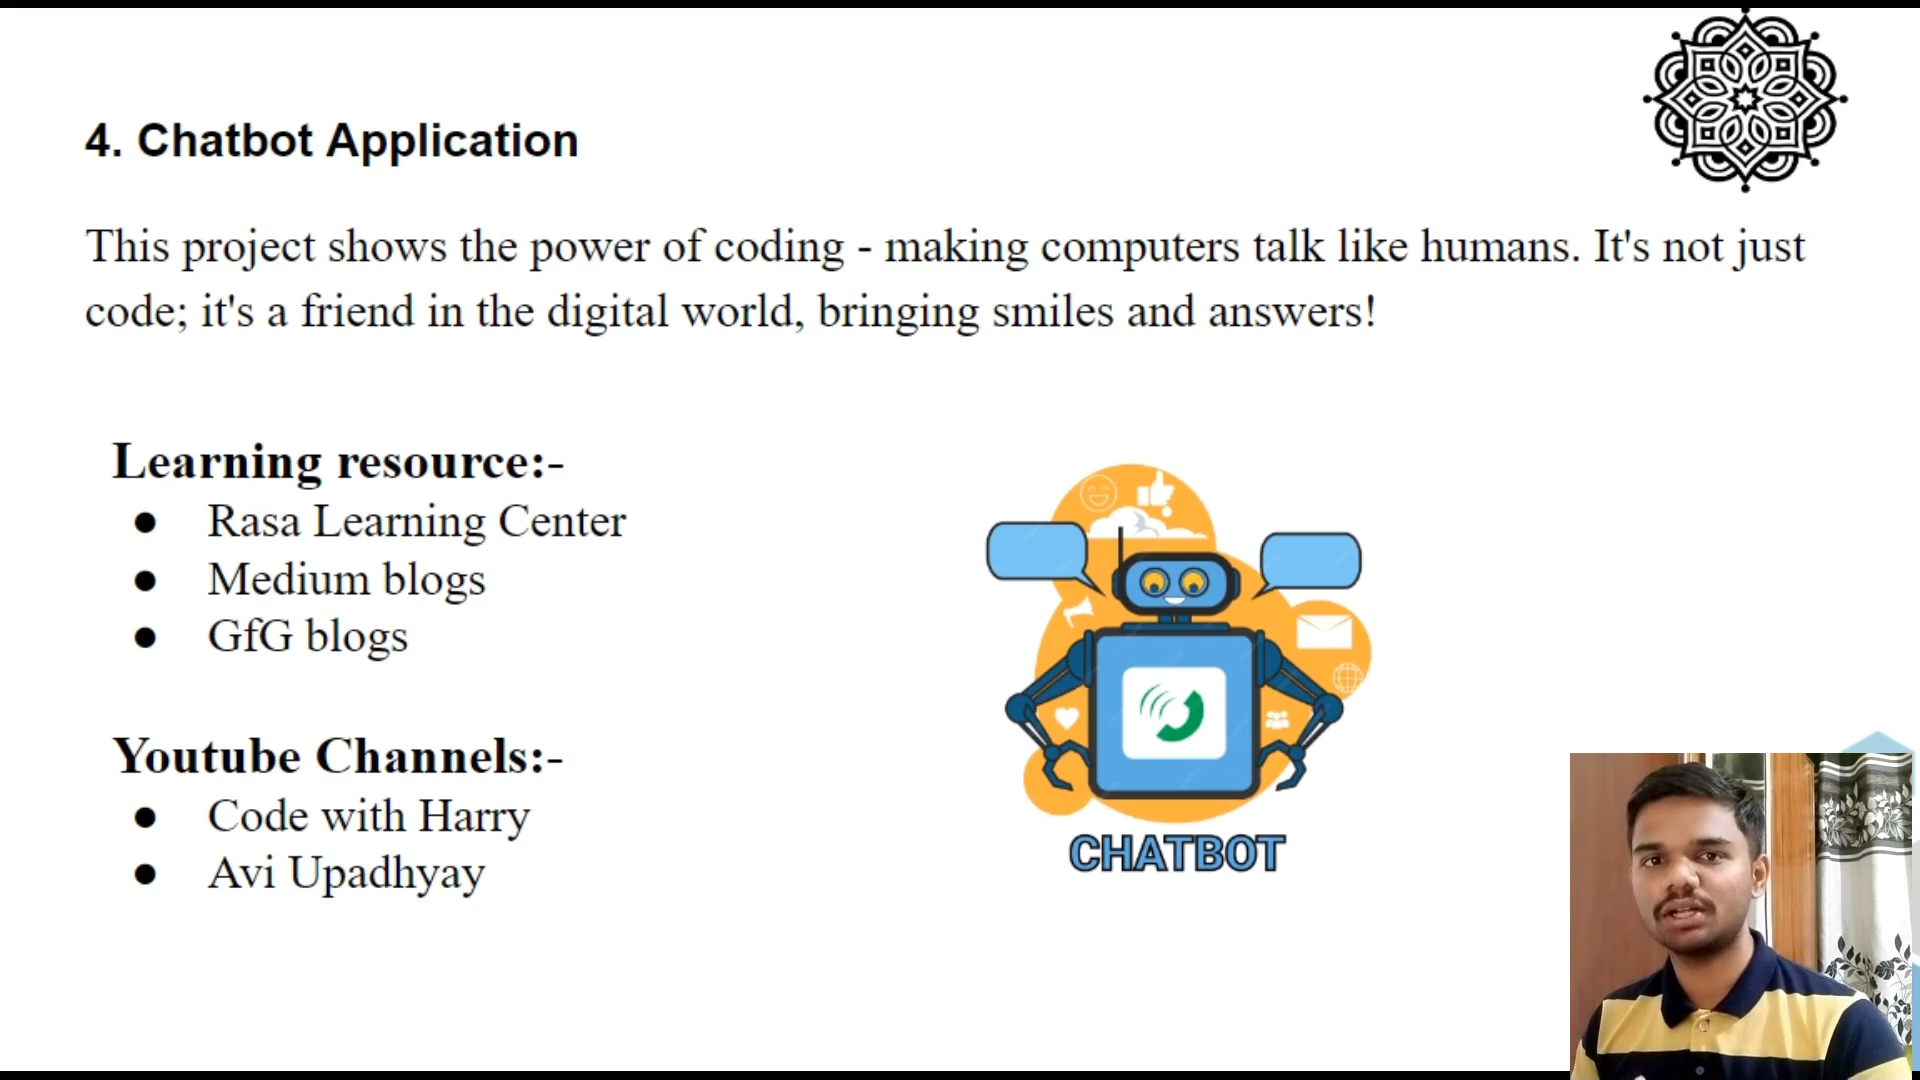 4. Chatbot Application
This project shows the power of coding - making computers talk like humans. It's not just
code; it's a friend in the digital world, bringing smiles and answers!
Learning resource:-
● Rasa Learning Center
● Medium blogs
● GfG blogs
Youtube Channels:-
● Code with Harry
● Avi Upadhyay
CHATBOT